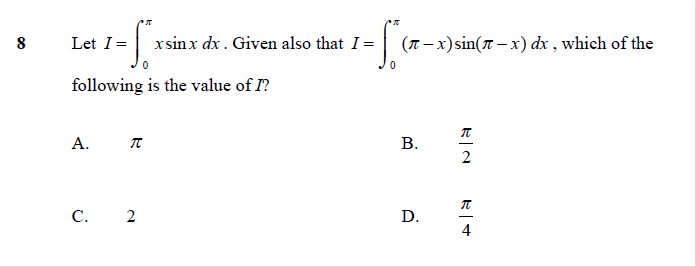 8 Let $I = \int_0^{\pi} x \sin x \, dx$. Given also that $I = \int_0^{\pi} (\pi - x) \sin(\pi - x) \, dx$, which of the
following is the value of $I$?
A. $\pi$ B. $\frac{\pi}{2}$
C. 2 D. $\frac{\pi}{4}$